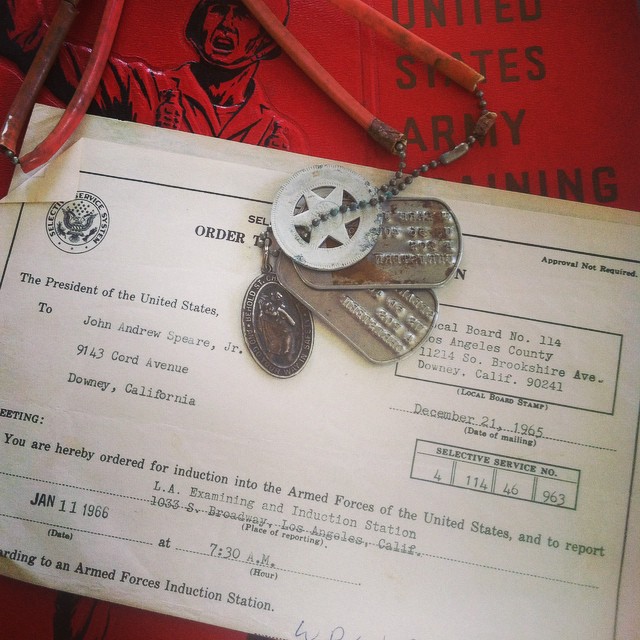 UNITED
STATES
ARMY
SELECTIVE SERVICE SYSTEM
ORDER
Approval Not Required.
The President of the United States,
To
John Andrew Speare, Jr.
9143 Cord Avenue
Downey, California
Local Board No. 114
Los Angeles County
11214 So. Brookshire Ave.
Downey, Calif. 90241
(LOCAL BOARD STAMP)
December 21, 1965
(Date of mailing)
SELECTIVE SERVICE NO.
4 114 46 963
EETING:
You are hereby ordered for induction into the Armed Forces of the United States, and to report
L.A. Examining and Induction Station
1033 S. Broadway, Los Angeles, Calif.
(Place of reporting)
JAN 11 1966
(Date)
at 7:30 A.M.
(Hour)
arding to an Armed Forces Induction Station.